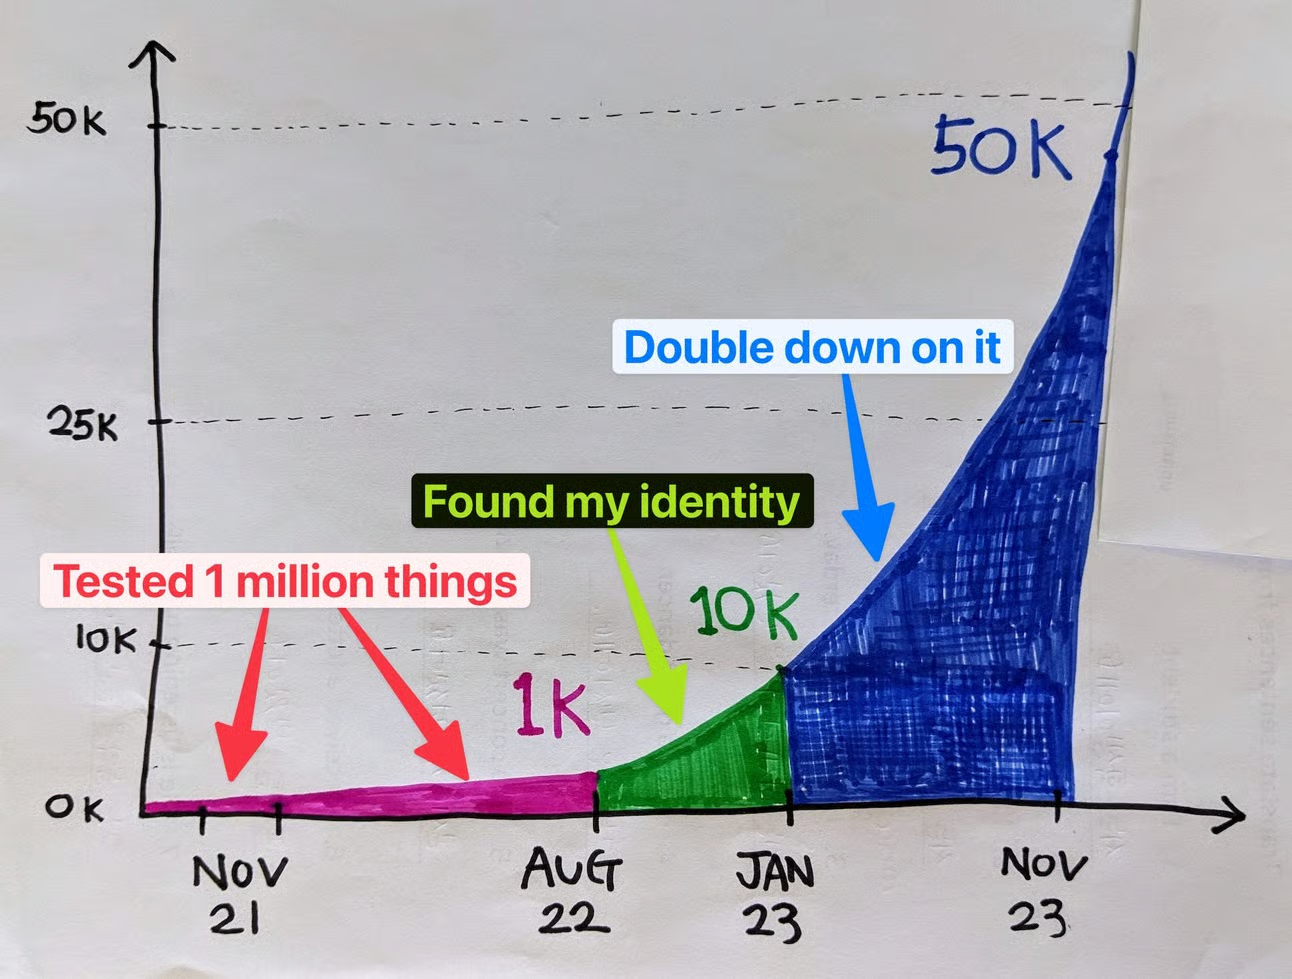 50K
50K
Double down on it
25K
Found my identity
Tested 1 million things
10K
10K
1K
0K
NOV
21
AUG
22
JAN
23
NOV
23